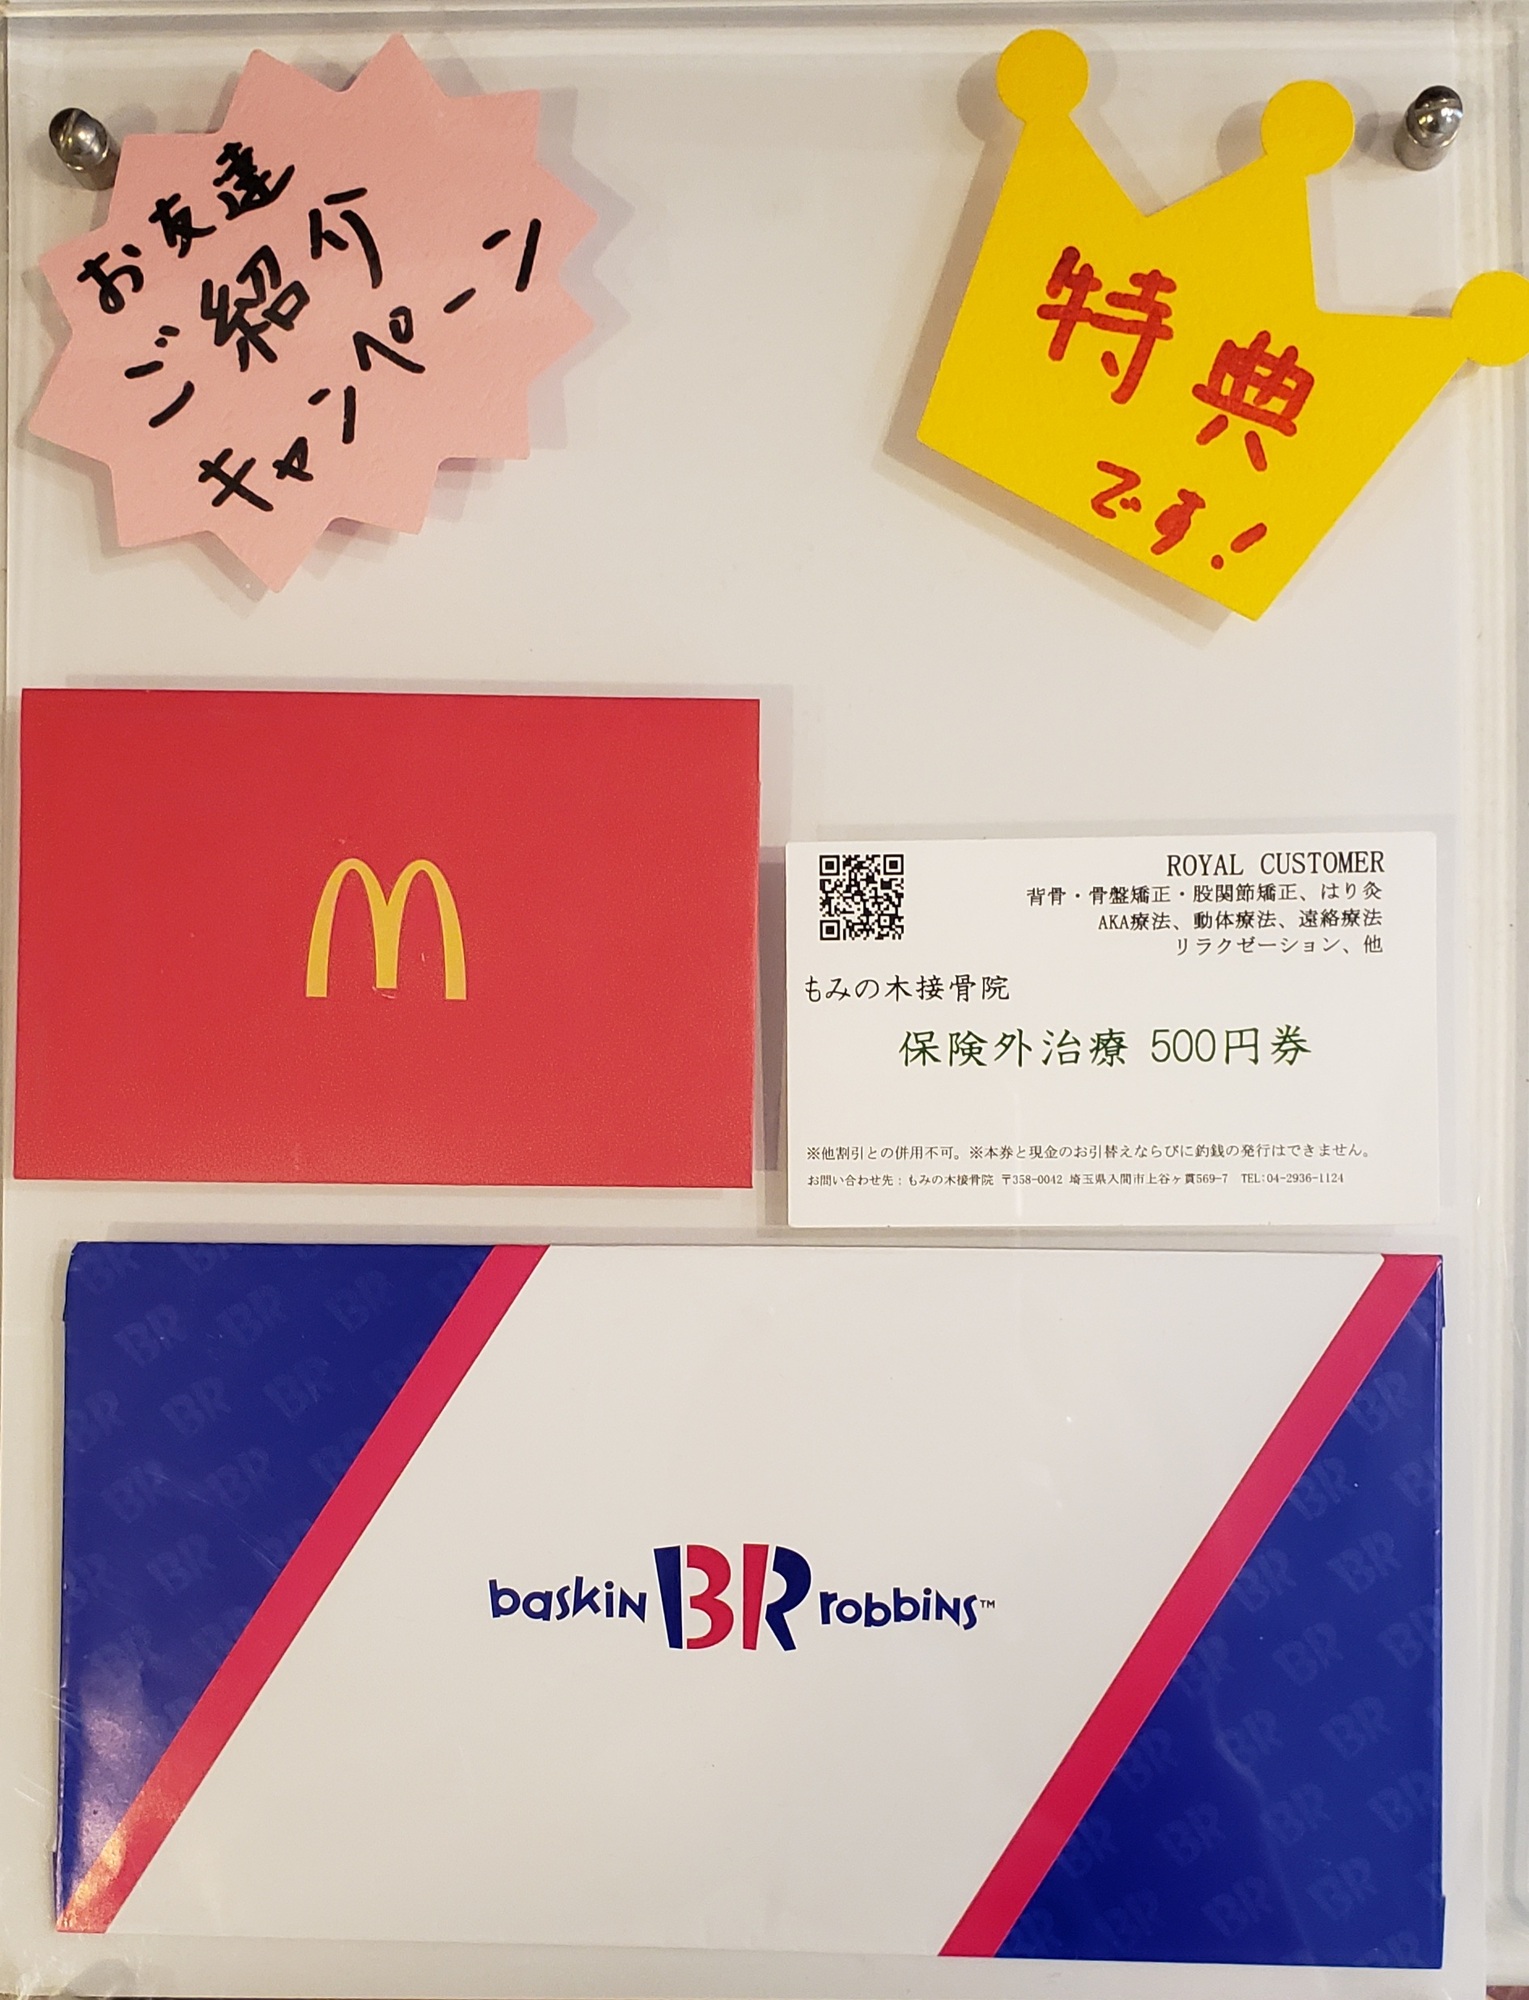 お友達
ご紹介
キャンペーン
特典
です!
M
ROYAL CUSTOMER
背骨・骨盤矯正・股関節矯正、はり灸
AKA療法、動体療法、遠絡療法
リラクゼーション、他
もみの木接骨院
保険外治療 500円券
※他割引との併用不可。※本券と現金のお引替えならびに釣銭の発行はできません。
お問い合わせ先：もみの木接骨院 〒358-0042 埼玉県入間市上谷ヶ貫569-7 TEL:04-2936-1124
baskin BR robbins™